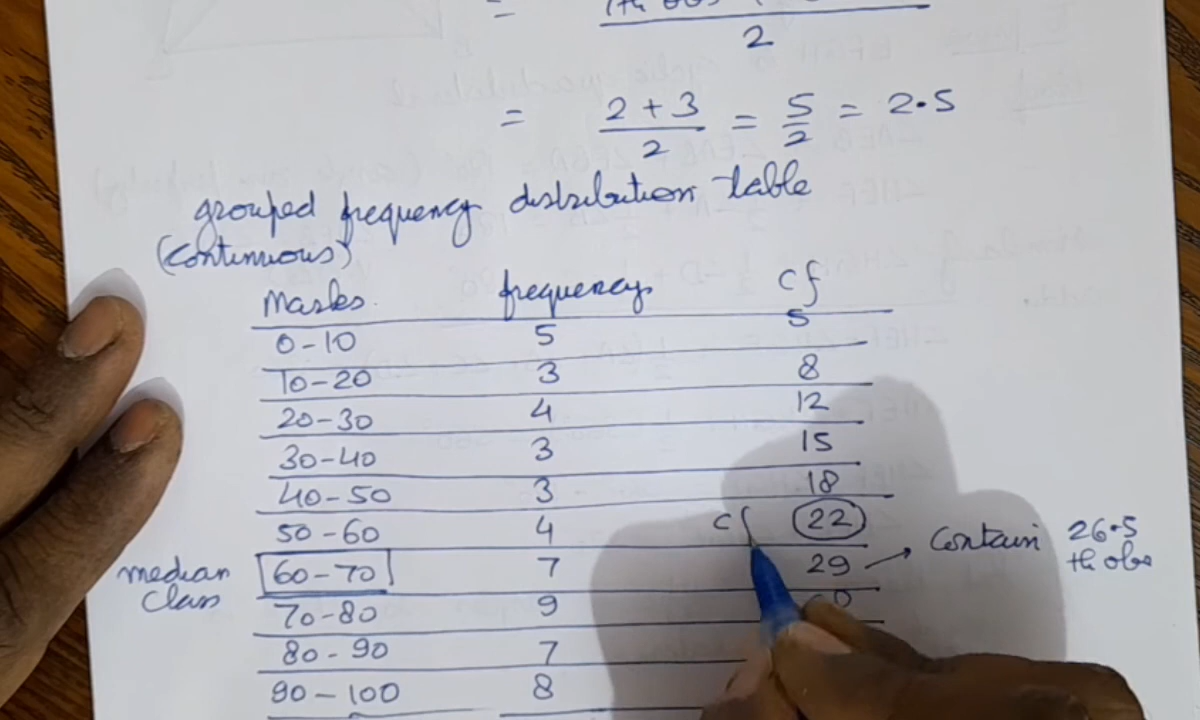 = 2
= 2 + 3 / 2 = 5 / 2 = 2.5
grouped frequency distribution table
(continuous)
Marks. frequency cf
0-10 5 5
10-20 3 8
20-30 4 12
30-40 3 15
40-50 3 18
50-60 4 cf 22
median class 60-70 7 29 → contain 26.5 th obs
70-80 9
80-90 7
90-100 8